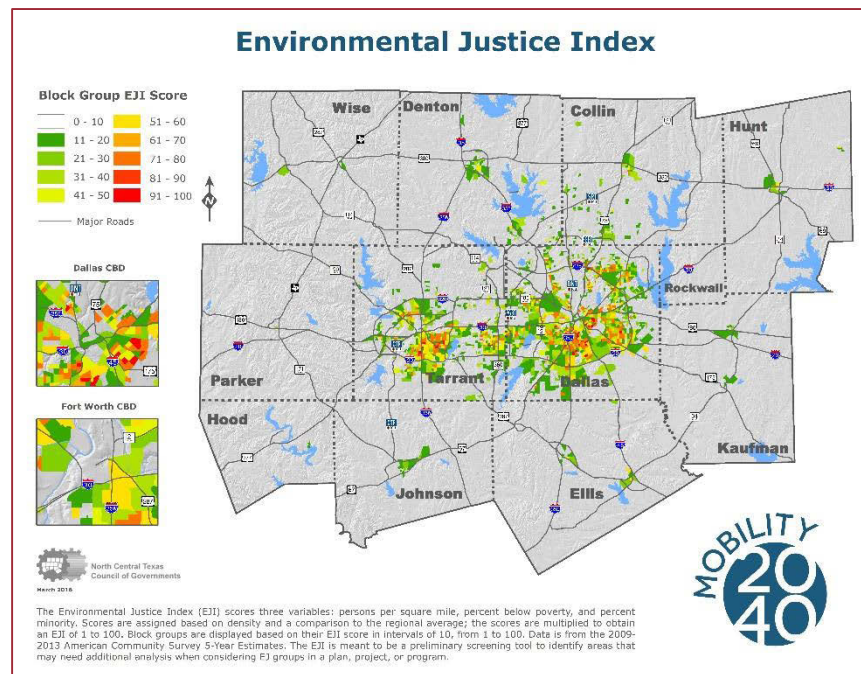 Environmental Justice Index
Block Group EJI Score
0 - 10
11 - 20
21 - 30
31 - 40
41 - 50
51 - 60
61 - 70
71 - 80
81 - 90
91 - 100
Major Roads
N
Wise
Denton
Collin
Hunt
Rockwall
Parker
Tarrant
Dallas
Hood
Johnson
Ellis
Kaufman
Dallas CBD
175
Fort Worth CBD
North Central Texas
Council of Governments
March 2016
MOBILITY
20
40
The Environmental Justice Index (EJI) scores three variables: persons per square mile, percent below poverty, and percent
minority. Scores are assigned based on density and a comparison to the regional average; the scores are multiplied to obtain
an EJI of 1 to 100. Block groups are displayed based on their EJI score in intervals of 10, from 1 to 100. Data is from the 2009-
2013 American Community Survey 5-Year Estimates. The EJI is meant to be a preliminary screening tool to identify areas that
may need additional analysis when considering EJ groups in a plan, project, or program.